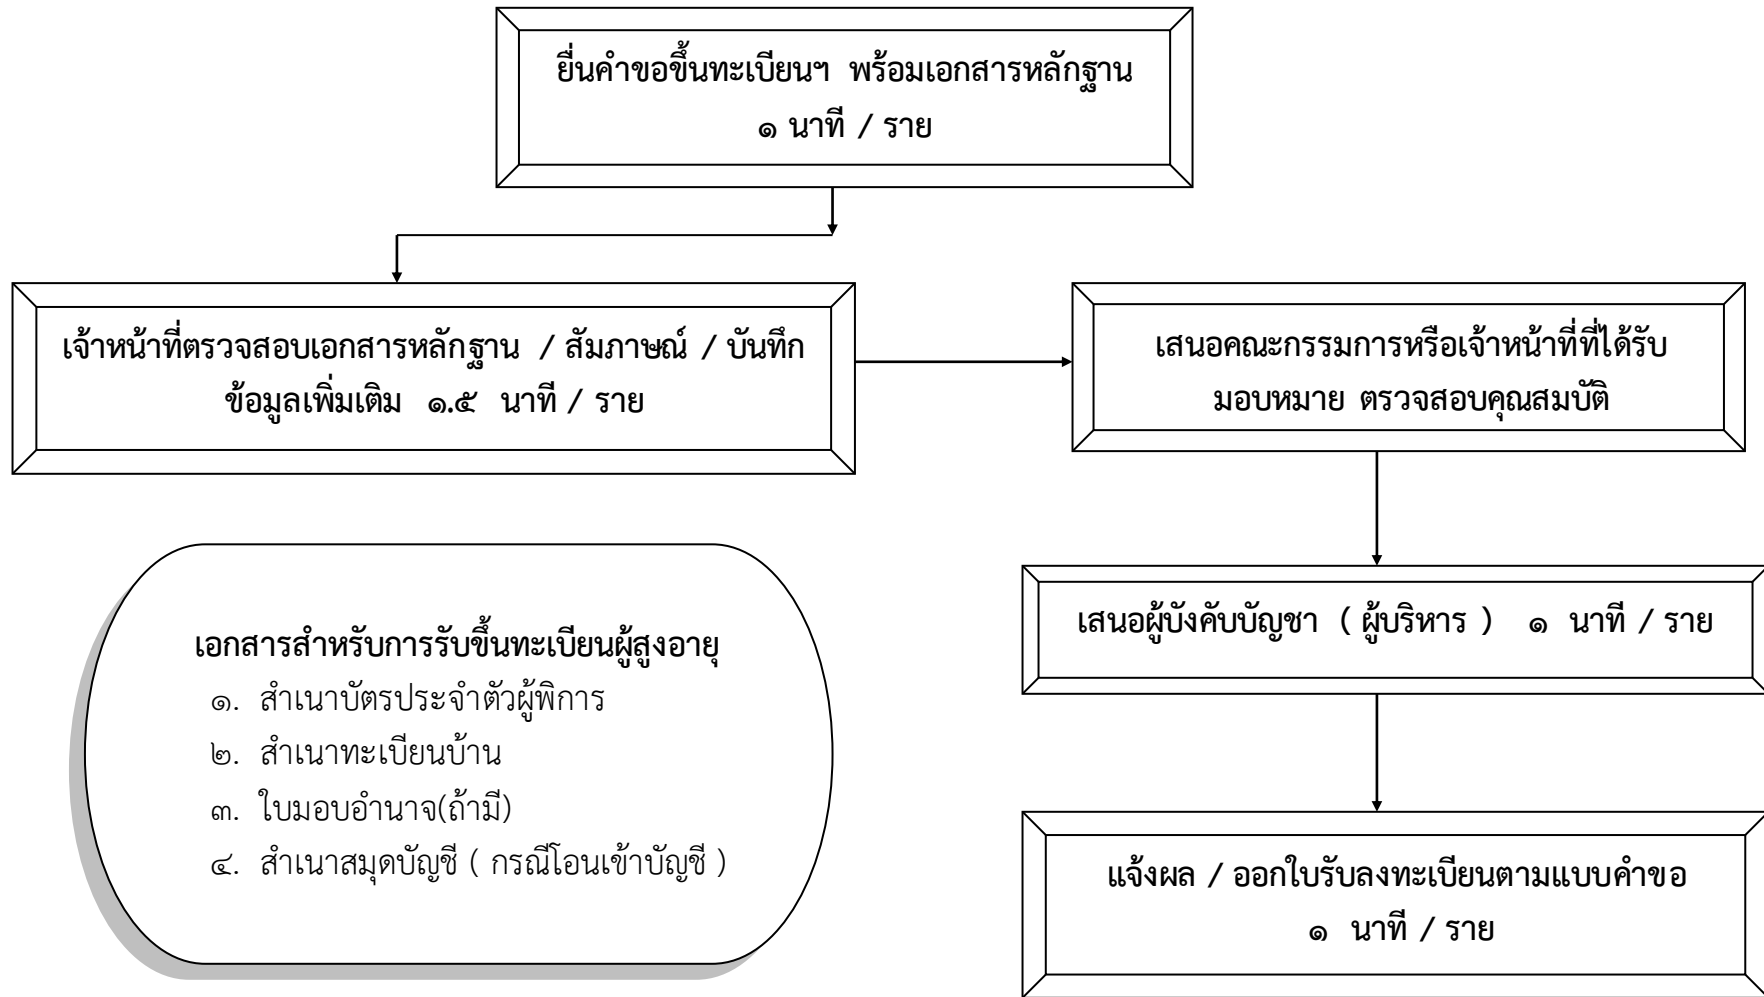 ยื่นคำขอขึ้นทะเบียนฯ พร้อมเอกสารหลักฐาน
๑ นาที / ราย
เจ้าหน้าที่ตรวจสอบเอกสารหลักฐาน / สัมภาษณ์ / บันทึก
ข้อมูลเพิ่มเติม ๑.๕ นาที / ราย
เสนอคณะกรรมการหรือเจ้าหน้าที่ที่ได้รับ
มอบหมาย ตรวจสอบคุณสมบัติ
เสนอผู้บังคับบัญชา ( ผู้บริหาร ) ๑ นาที / ราย
แจ้งผล / ออกใบรับลงทะเบียนตามแบบคำขอ
๑ นาที / ราย
เอกสารสำหรับการรับขึ้นทะเบียนผู้สูงอายุ
๑. สำเนาบัตรประจำตัวผู้พิการ
๒. สำเนาทะเบียนบ้าน
๓. ใบมอบอำนาจ(ถ้ามี)
๔. สำเนาสมุดบัญชี ( กรณีโอนเข้าบัญชี )